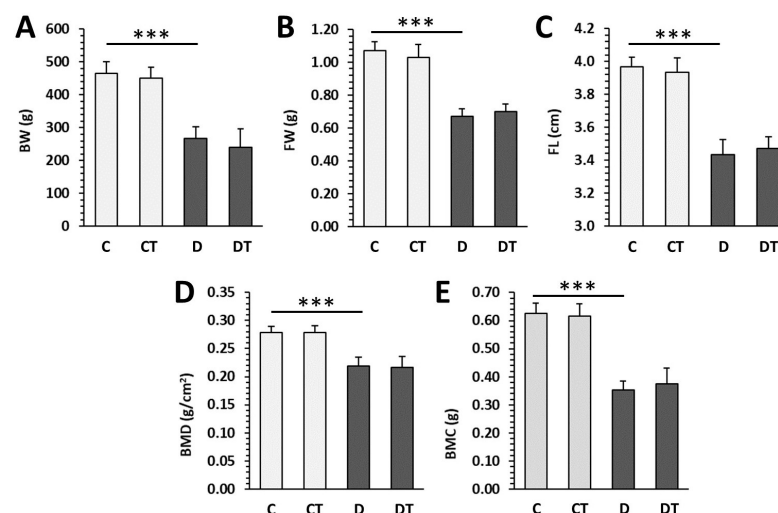 A
BW (g)
600
500
400
300
200
100
0
***
C CT D DT
B
FW (g)
1.20
1.00
0.80
0.60
0.40
0.20
0.00
***
C CT D DT
C
FL (cm)
4.2
4.0
3.8
3.6
3.4
3.2
3.0
***
C CT D DT
D
BMD (g/cm²)
0.35
0.30
0.25
0.20
0.15
0.10
0.05
0.00
***
C CT D DT
E
BMC (g)
0.70
0.60
0.50
0.40
0.30
0.20
0.10
0.00
***
C CT D DT